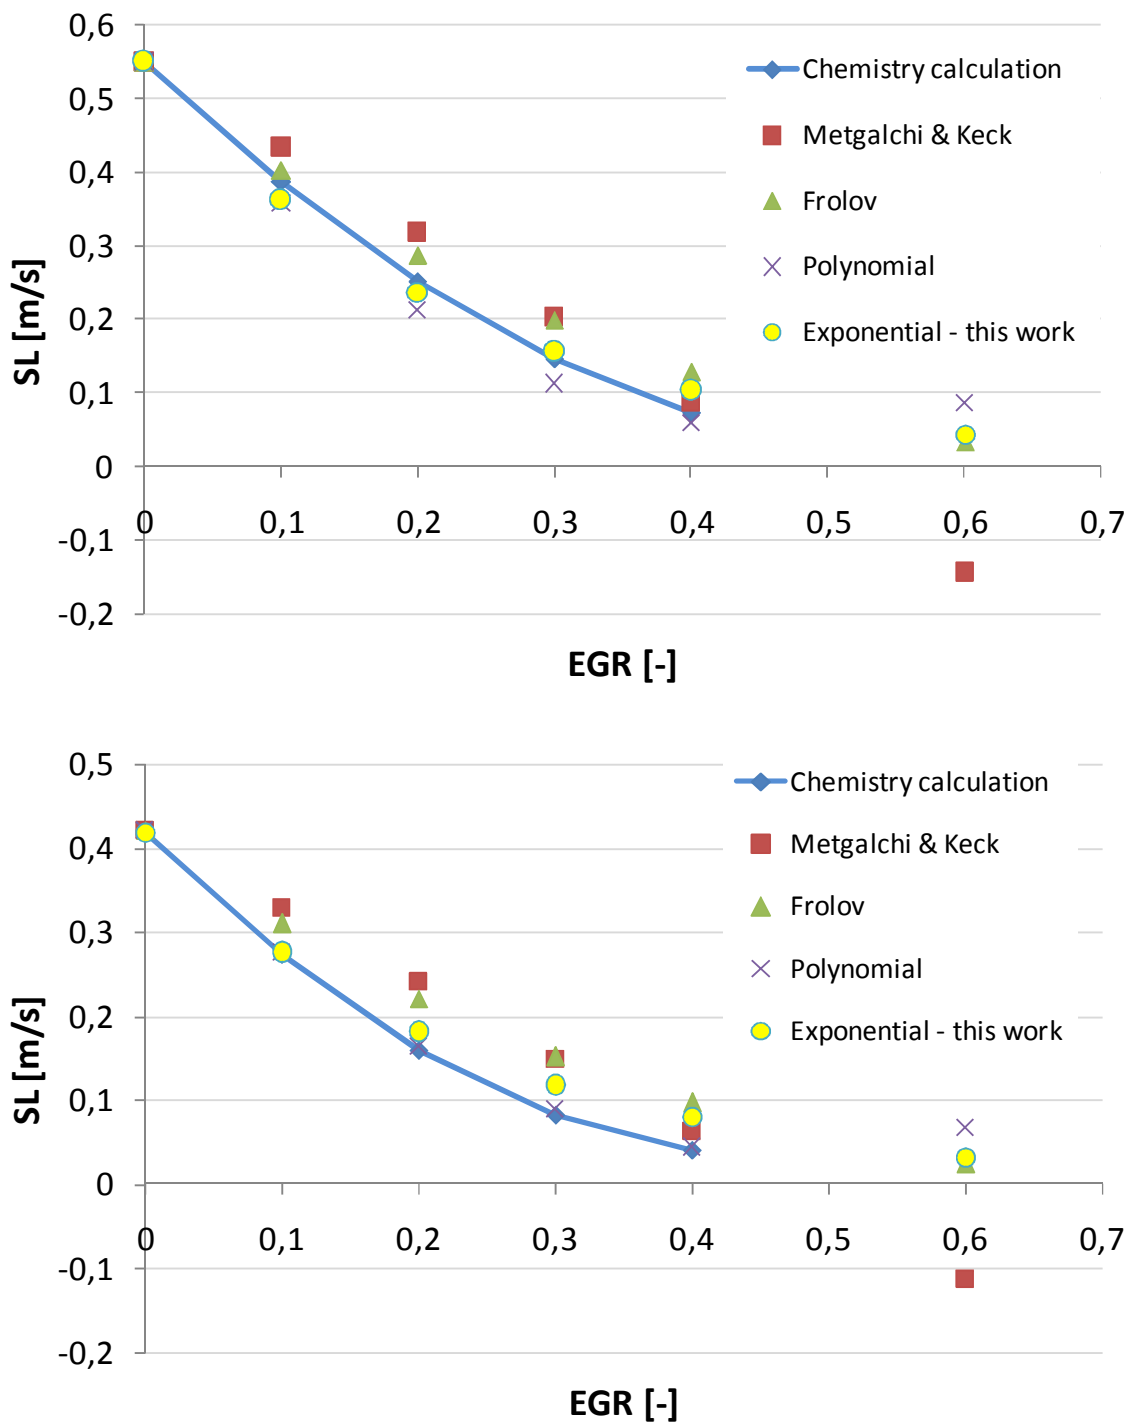 0,6
0,5
0,4
0,3
0,2
0,1
0
-0,1
-0,2
SL [m/s]
0 0,1 0,2 0,3 0,4 0,5 0,6 0,7
EGR [-]
Chemistry calculation
Metgalchi & Keck
Frolov
Polynomial
Exponential - this work
0,5
0,4
0,3
0,2
0,1
0
-0,1
-0,2
SL [m/s]
0 0,1 0,2 0,3 0,4 0,5 0,6 0,7
EGR [-]
Chemistry calculation
Metgalchi & Keck
Frolov
Polynomial
Exponential - this work